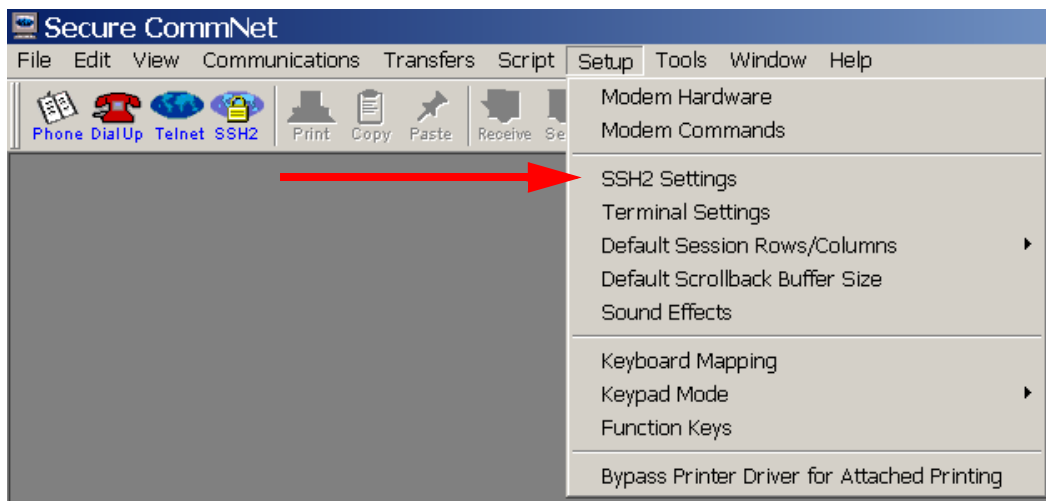 Secure CommNet
File Edit View Communications Transfers Script Setup Tools Window Help
Phone DialUp Telnet SSH2 Print Copy Paste Receive Se
Modem Hardware
Modem Commands
SSH2 Settings
Terminal Settings
Default Session Rows/Columns
Default Scrollback Buffer Size
Sound Effects
Keyboard Mapping
Keypad Mode
Function Keys
Bypass Printer Driver for Attached Printing